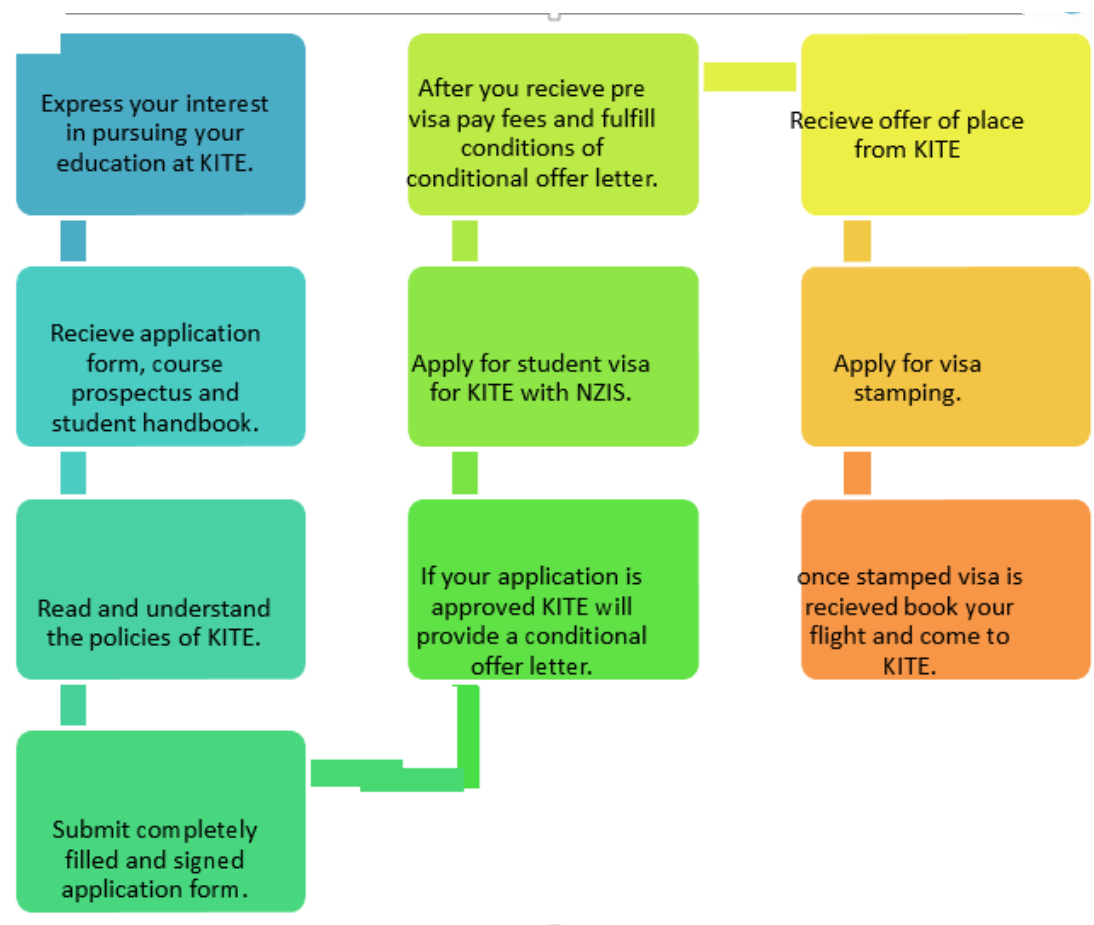 Express your interest
in pursuing your
education at KITE.
Recieve application
form, course
prospectus and
student handbook.
Read and understand
the policies of KITE.
Submit completely
filled and signed
application form.
If your application is
approved KITE will
provide a conditional
offer letter.
Apply for student visa
for KITE with NZIS.
After you recieve pre
visa pay fees and fulfill
conditions of
conditional offer letter.
Recieve offer of place
from KITE
Apply for visa
stamping.
once stamped visa is
recieved book your
flight and come to
KITE.